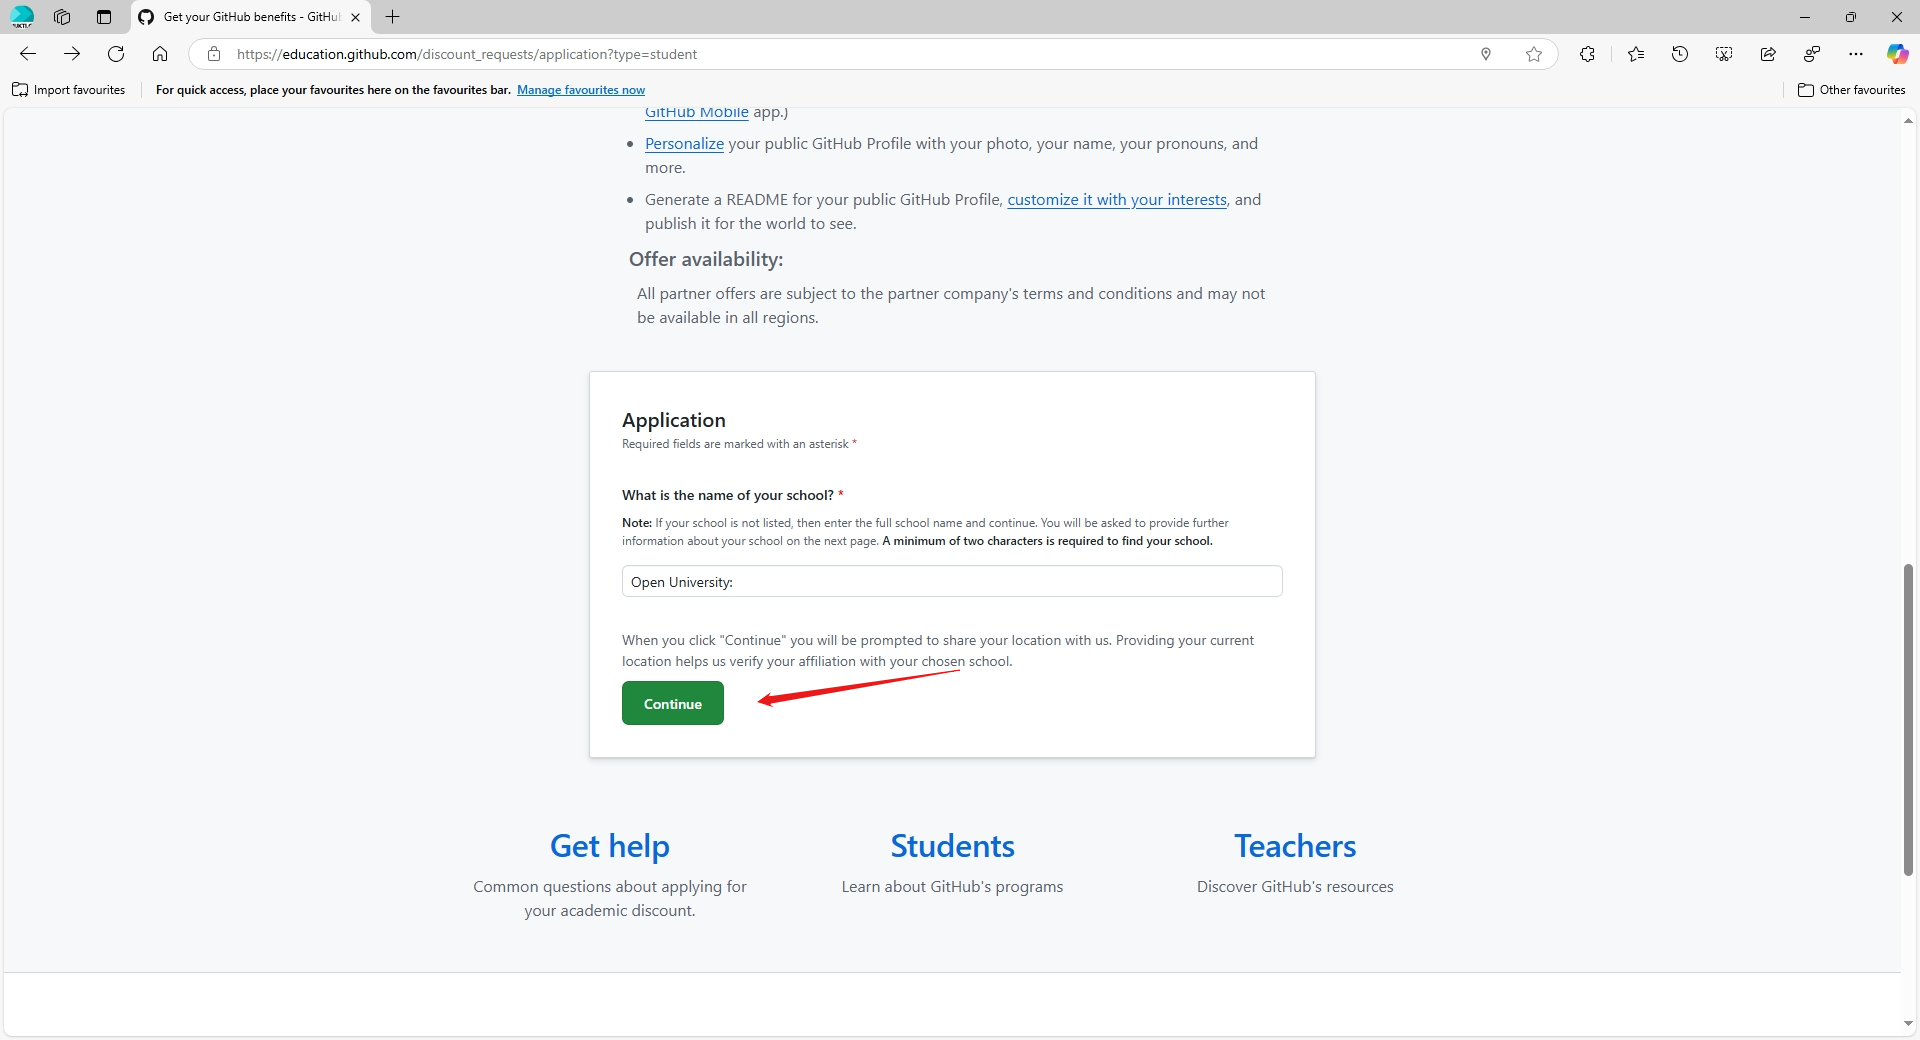 Get your GitHub benefits - GitHu
https://education.github.com/discount_requests/application?type=student
Import favourites
For quick access, place your favourites here on the favourites bar. Manage favourites now
Other favourites
GitHub Mobile app.)
• Personalize your public GitHub Profile with your photo, your name, your pronouns, and
more.
• Generate a README for your public GitHub Profile, customize it with your interests, and
publish it for the world to see.
Offer availability:
All partner offers are subject to the partner company's terms and conditions and may not
be available in all regions.
Application
Required fields are marked with an asterisk *
What is the name of your school? *
Note: If your school is not listed, then enter the full school name and continue. You will be asked to provide further
information about your school on the next page. A minimum of two characters is required to find your school.
Open University:
When you click "Continue" you will be prompted to share your location with us. Providing your current
location helps us verify your affiliation with your chosen school.
Continue
Get help
Common questions about applying for
your academic discount.
Students
Learn about GitHub's programs
Teachers
Discover GitHub's resources